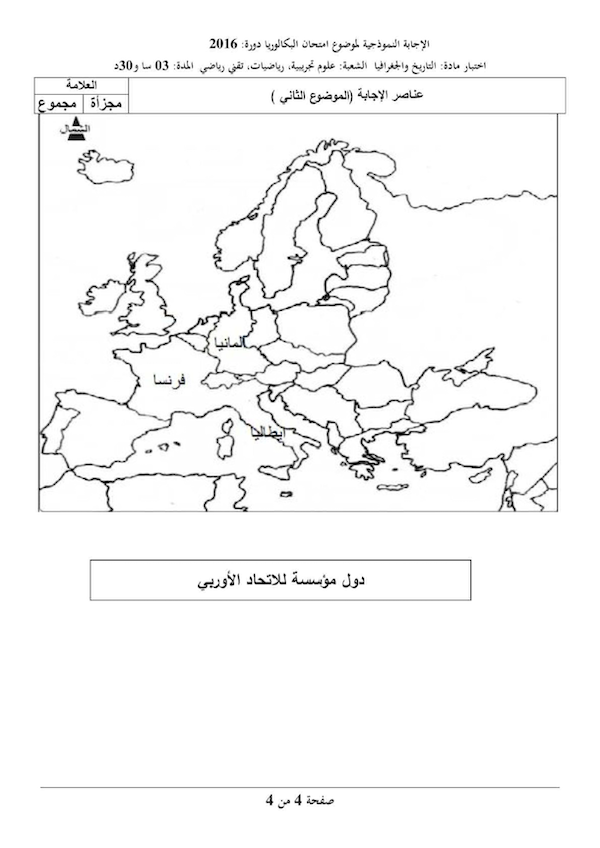 الإجابة النموذجية لموضوع امتحان البكالوريا دورة: 2016
اختبار مادة: التاريخ والجغرافيا الشعبة: علوم تجريبية، رياضيات، تقني رياضي المدة: 03 سا و30د
عناصر الإجابة (الموضوع الثاني )
العلامة
مجزأة
مجموع
الشمال
المانيا
فرنسا
إيطاليا
دول مؤسسة للاتحاد الأوربي
صفحة 4 من 4